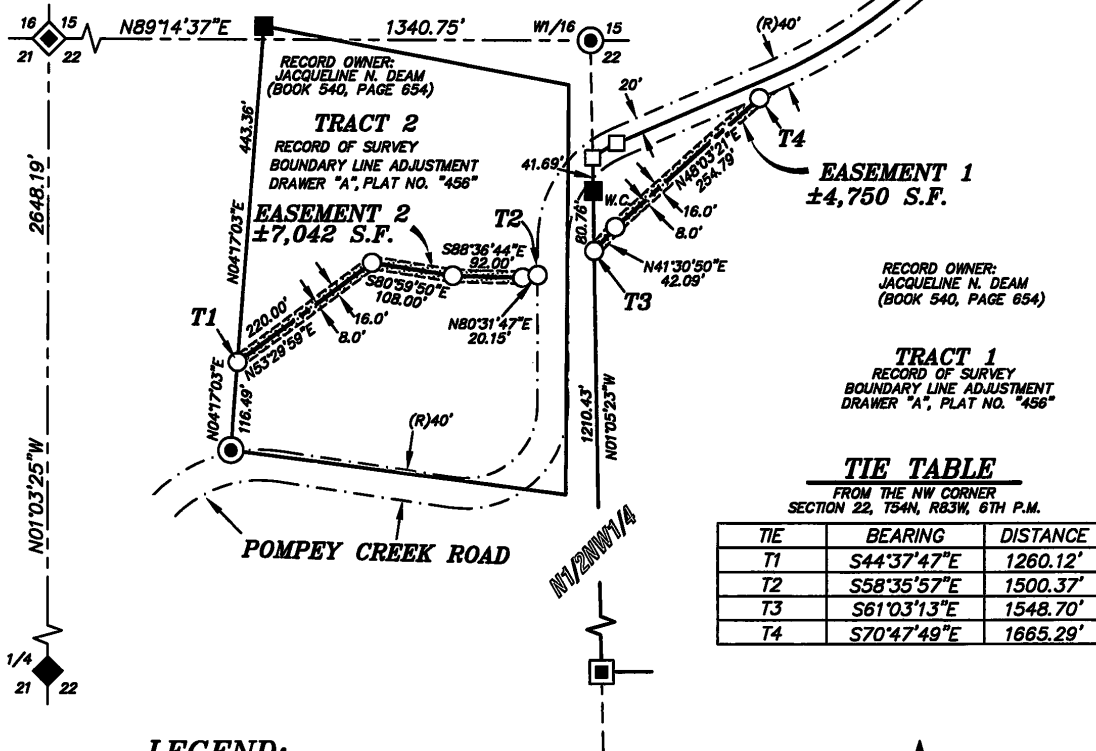 16 15
21 22
N89°14'37"E
1340.75'
W1/16
15
22
(R)40'
RECORD OWNER:
JACQUELINE N. DEAM
(BOOK 540, PAGE 654)
20'
443.36'
TRACT 2
RECORD OF SURVEY
BOUNDARY LINE ADJUSTMENT
DRAWER "A", PLAT NO. "456"
T4
41.69'
N48°03'21"E
254.79'
EASEMENT 1
±4,750 S.F.
2648.19'
W.C.
16.0'
8.0'
80.76'
EASEMENT 2
±7,042 S.F.
T2
N04°17'03"E
S88°36'44"E
92.00'
S80°59'50"E
108.00'
N41°30'50"E
42.09'
T3
RECORD OWNER:
JACQUELINE N. DEAM
(BOOK 540, PAGE 654)
T1
220.00'
16.0'
8.0'
N53°29'59"E
N80°31'47"E
20.15'
TRACT 1
RECORD OF SURVEY
BOUNDARY LINE ADJUSTMENT
DRAWER "A", PLAT NO. "456"
N04°17'03"E
116.49'
(R)40'
1210.43'
N01°05'23"W
N01°03'25"W
TIE TABLE
FROM THE NW CORNER
SECTION 22, T54N, R83W, 6TH P.M.
POMPEY CREEK ROAD
N1/2NW1/4
TIE BEARING DISTANCE
T1 S44°37'47"E 1260.12'
T2 S58°35'57"E 1500.37'
T3 S61°03'13"E 1548.70'
T4 S70°47'49"E 1665.29'
1/4
21 22
LEGEND: